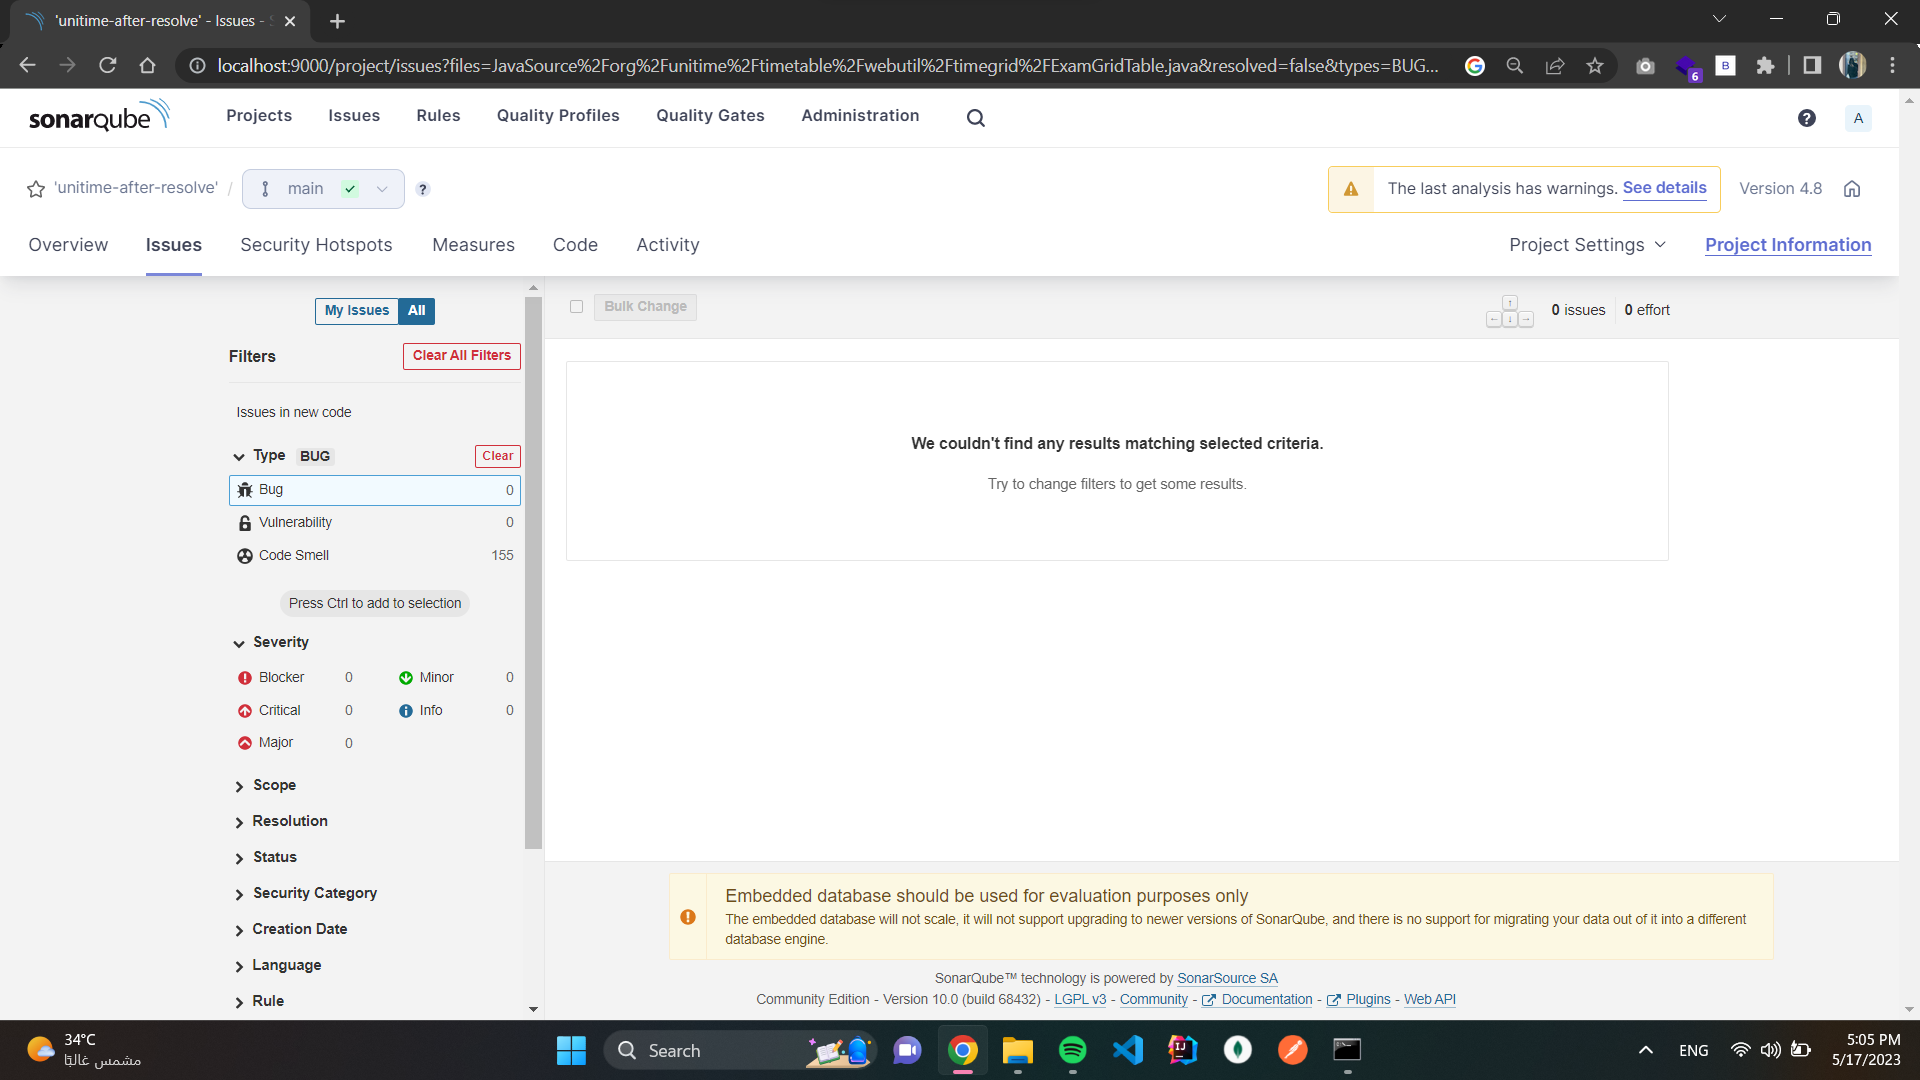 'unitime-after-resolve' - Issues - S
localhost:9000/project/issues?files=JavaSource%2Forg%2Funitime%2Ftimetable%2Fwebutil%2Ftimegrid%2FExamGridTable.java&resolved=false&types=BUG...
6
B
sonarqube
Projects
Issues
Rules
Quality Profiles
Quality Gates
Administration
?
A
'unitime-after-resolve' /
main
?
The last analysis has warnings. See details
Version 4.8
Overview
Issues
Security Hotspots
Measures
Code
Activity
Project Settings
Project Information
My Issues
All
Bulk Change
0 issues
0 effort
Filters
Clear All Filters
Issues in new code
Type BUG
Clear
Bug 0
Vulnerability 0
Code Smell 155
Press Ctrl to add to selection
Severity
Blocker 0
Minor 0
Critical 0
Info 0
Major 0
Scope
Resolution
Status
Security Category
Creation Date
Language
Rule
We couldn't find any results matching selected criteria.
Try to change filters to get some results.
Embedded database should be used for evaluation purposes only
The embedded database will not scale, it will not support upgrading to newer versions of SonarQube, and there is no support for migrating your data out of it into a different
database engine.
SonarQube™ technology is powered by SonarSource SA
Community Edition - Version 10.0 (build 68432) - LGPL v3 - Community - Documentation - Plugins - Web API
34°C
مشمس غالبًا
Search
IJ
ENG
5:05 PM
5/17/2023